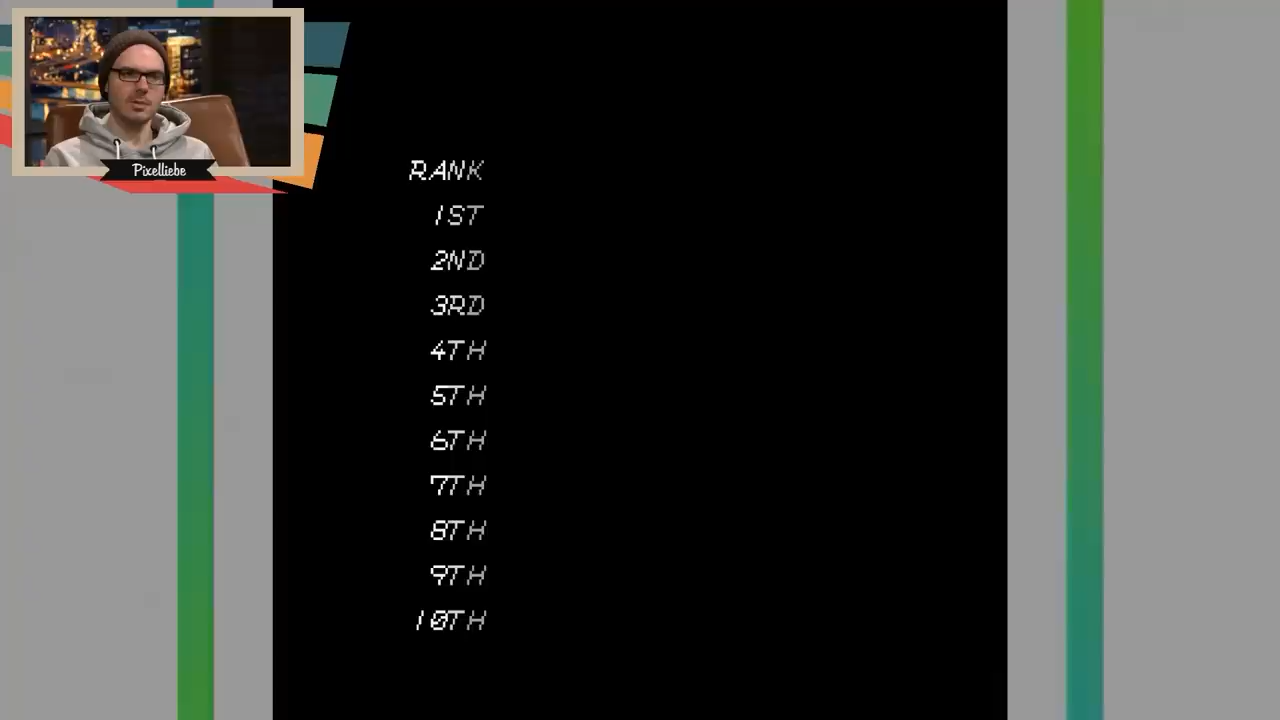 Pixelliebe
RANK
1ST
2ND
3RD
4TH
5TH
6TH
7TH
8TH
9TH
10TH